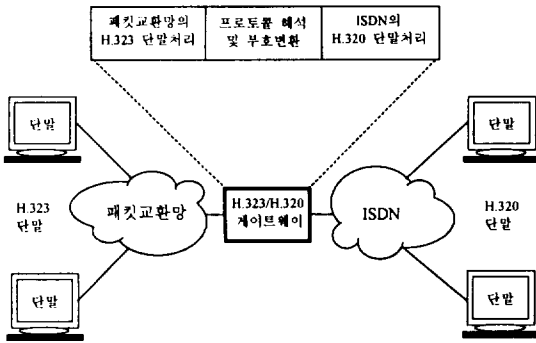 패킷교환망의
H.323 단말처리
프로토콜 해석
및 부호변환
ISDN의
H.320 단말처리
단말
단말
H.323
단말
패킷교환망
H.323/H.320
게이트웨이
ISDN
H.320
단말
단말
단말